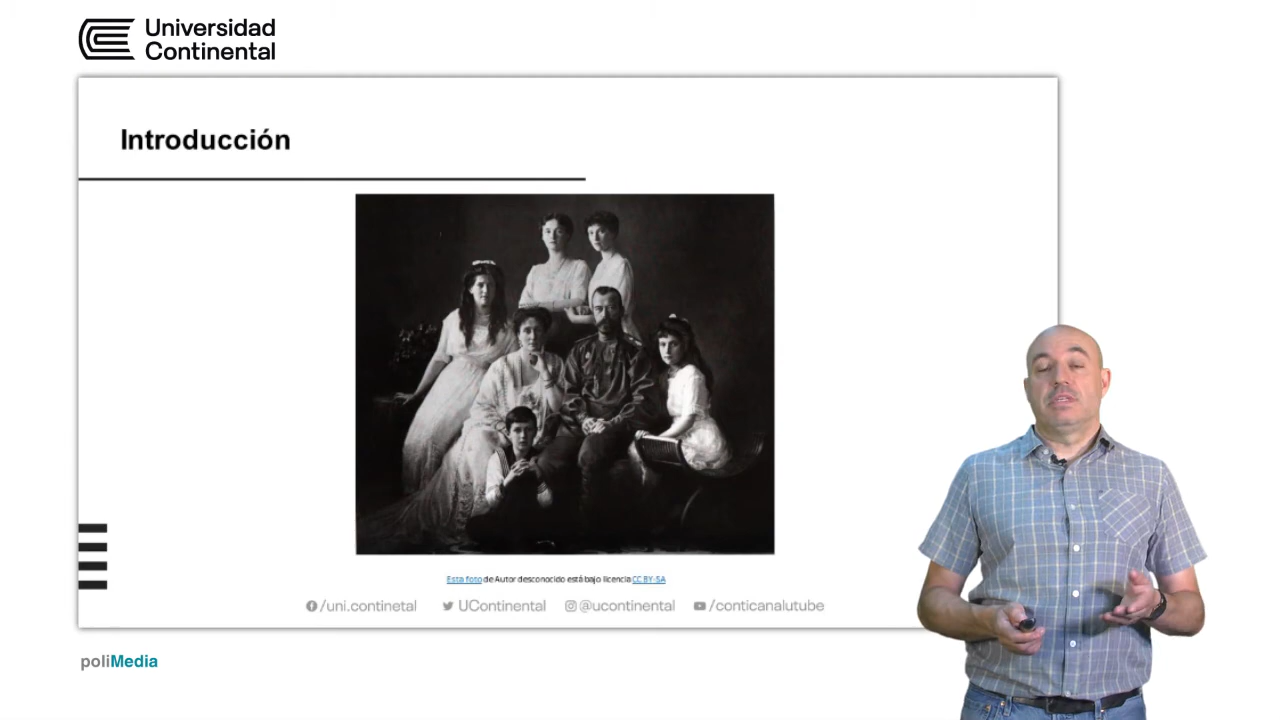 Universidad
Continental
Introducción
Esta foto de Autor desconocido está bajo licencia CC BY-SA
/uni.continetal UContinental @ucontinental /conticanalutube
poliMedia